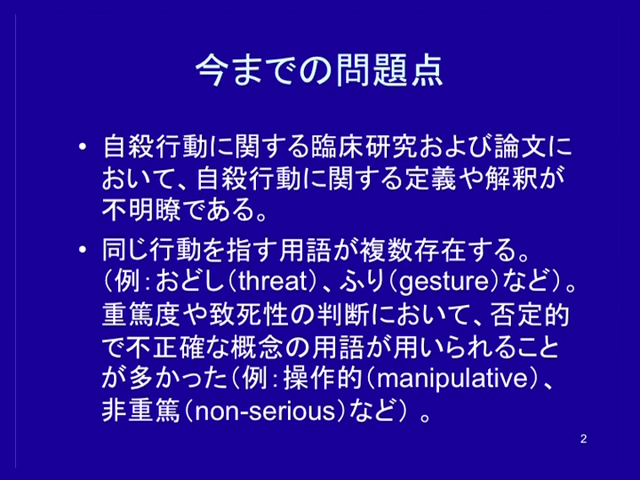 今までの問題点
• 自殺行動に関する臨床研究および論文に
おいて、自殺行動に関する定義や解釈が
不明瞭である。
• 同じ行動を指す用語が複数存在する。
（例：おどし（threat）、ふり（gesture）など）。
重篤度や致死性の判断において、否定的
で不正確な概念の用語が用いられること
が多かった（例：操作的（manipulative）、
非重篤（non-serious）など） 。
2